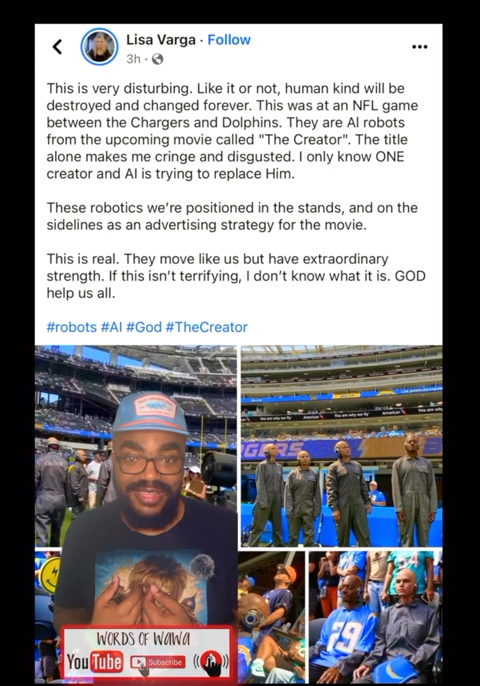 Lisa Varga · Follow
3h ·
This is very disturbing. Like it or not, human kind will be
destroyed and changed forever. This was at an NFL game
between the Chargers and Dolphins. They are AI robots
from the upcoming movie called "The Creator". The title
alone makes me cringe and disgusted. I only know ONE
creator and AI is trying to replace Him.
These robotics we're positioned in the stands, and on the
sidelines as an advertising strategy for the movie.
This is real. They move like us but have extraordinary
strength. If this isn't terrifying, I don't know what it is. GOD
help us all.
#robots #AI #God #TheCreator
GERS
WORDS OF WAWA
YouTube
Subscribe